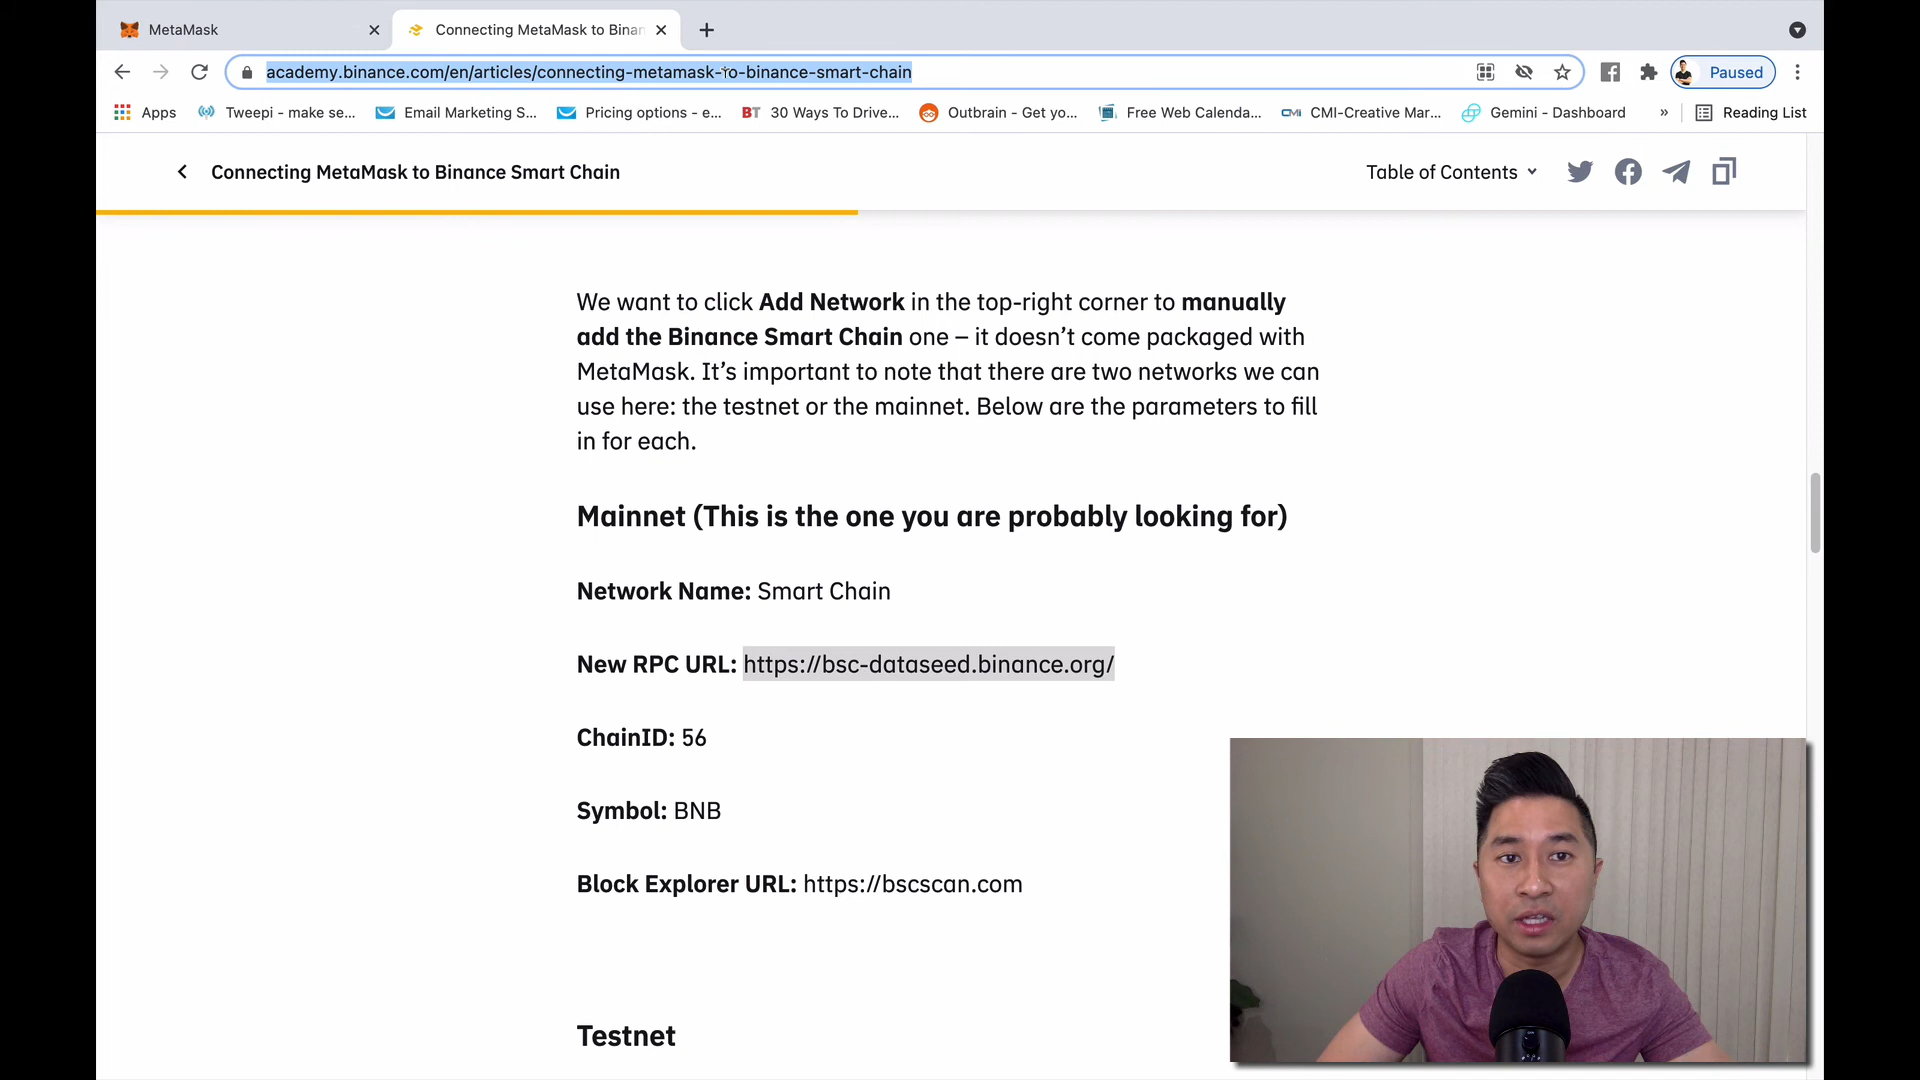 MetaMask
Connecting MetaMask to Binan
academy.binance.com/en/articles/connecting-metamask-to-binance-smart-chain
Paused
Apps
Tweepi - make se...
Email Marketing S...
Pricing options - e...
BT 30 Ways To Drive...
Outbrain - Get yo...
Free Web Calenda...
CMI CMI-Creative Mar...
Gemini - Dashboard
»
Reading List
Connecting MetaMask to Binance Smart Chain
Table of Contents
We want to click Add Network in the top-right corner to manually
add the Binance Smart Chain one – it doesn’t come packaged with
MetaMask. It’s important to note that there are two networks we can
use here: the testnet or the mainnet. Below are the parameters to fill
in for each.
Mainnet (This is the one you are probably looking for)
Network Name: Smart Chain
New RPC URL: https://bsc-dataseed.binance.org/
ChainID: 56
Symbol: BNB
Block Explorer URL: https://bscscan.com
Testnet